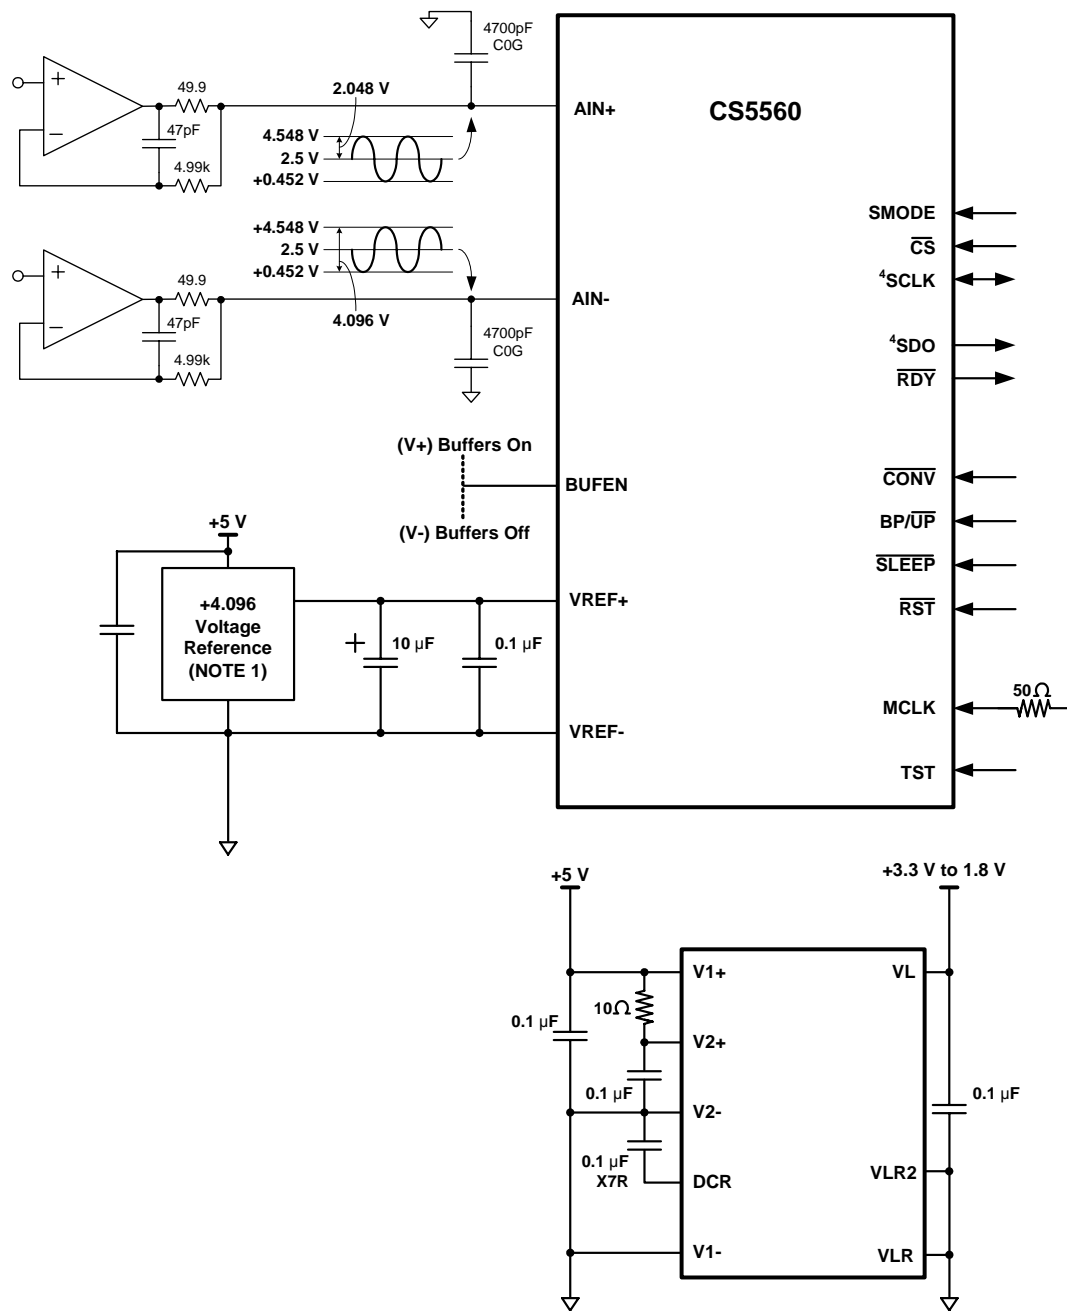 4700pF
C0G
CS5560
49.9
2.048 V
AIN+
+
47pF
4.548 V
−
2.5 V
4.99k
+0.452 V
+4.548 V
SMODE
2.5 V
CS
+
49.9
+0.452 V
4SCLK
AIN-
−
47pF
4.096 V
4700pF
C0G
4SDO
4.99k
RDY
(V+) Buffers On
BUFEN
CONV
(V-) Buffers Off
BP/UP
+5 V
SLEEP
+4.096
Voltage
Reference
(NOTE 1)
VREF+
RST
+
10 µF
0.1 µF
50Ω
MCLK
VREF-
TST
+5 V
+3.3 V to 1.8 V
V1+
VL
10Ω
0.1 µF
V2+
0.1 µF
0.1 µF
V2-
0.1 µF
X7R
DCR
VLR2
V1-
VLR